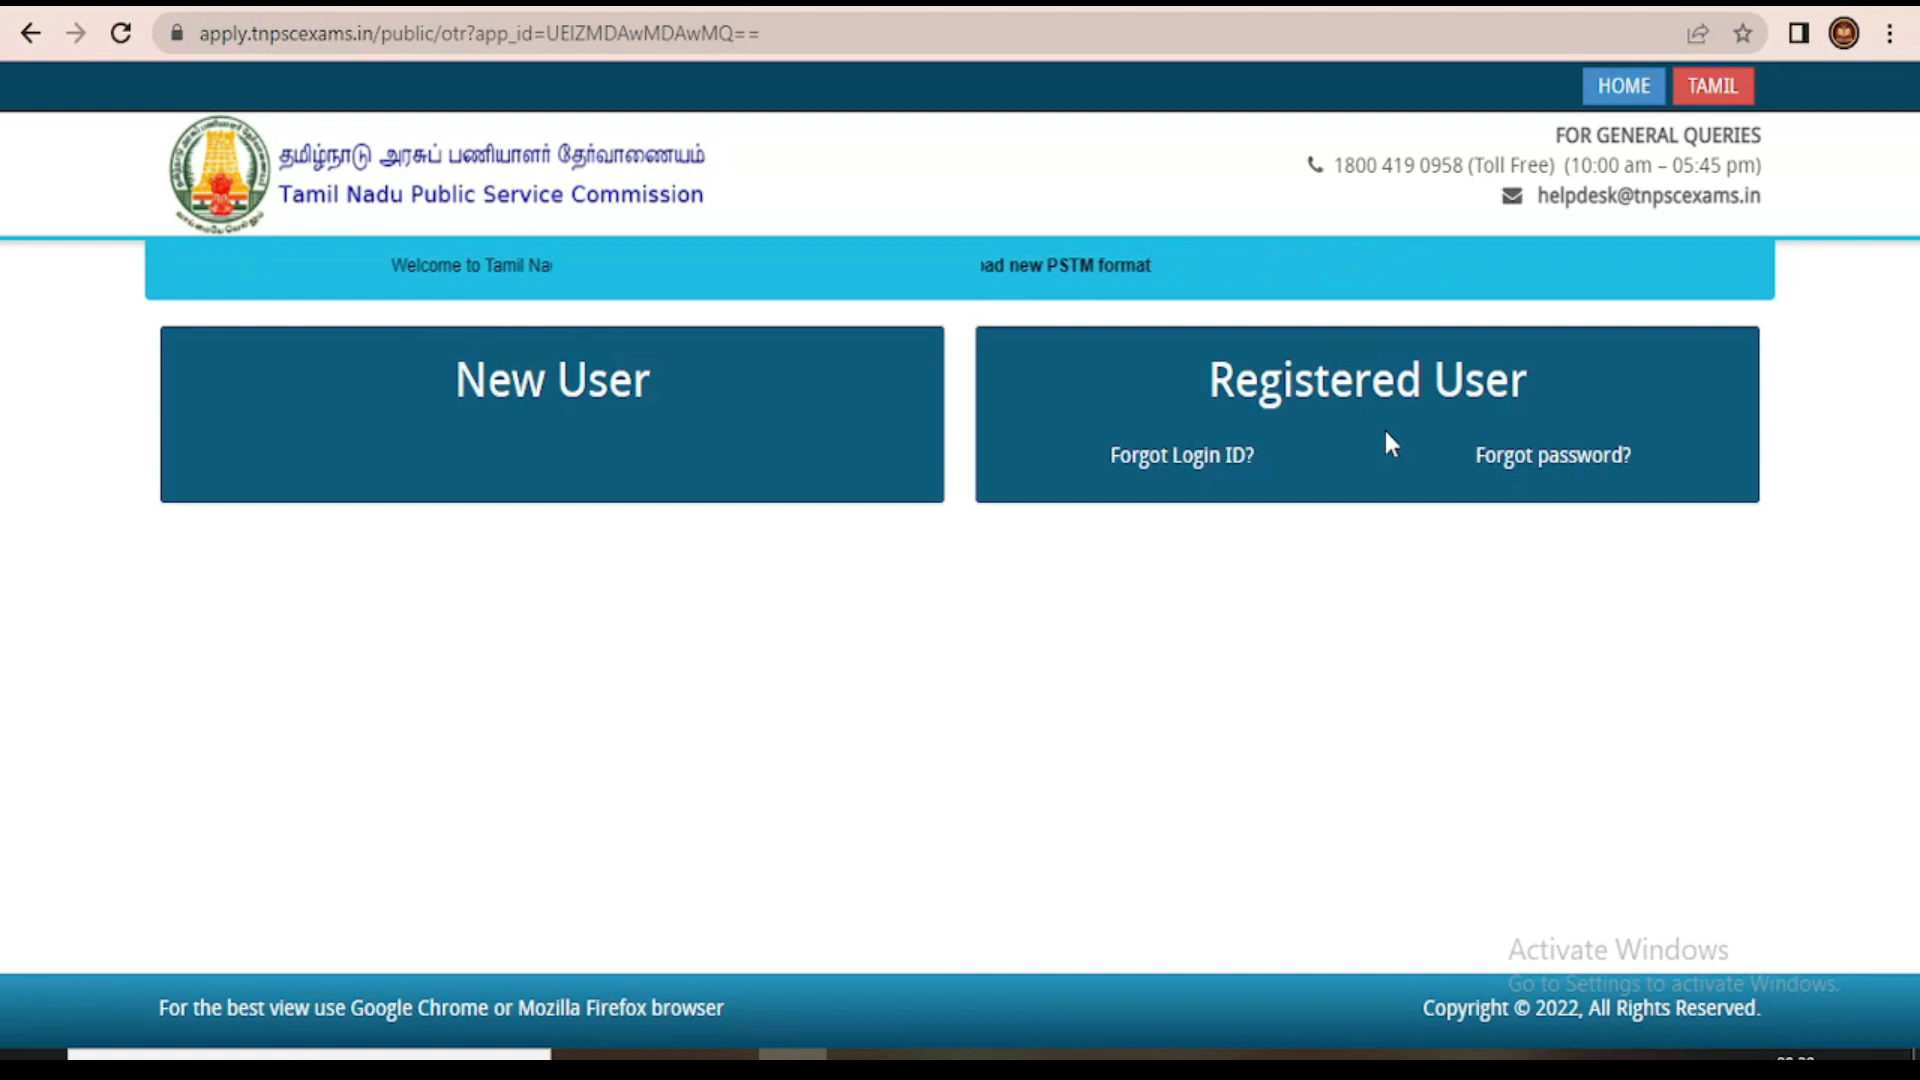 apply.tnpscexams.in/public/otr?app_id=UElZMDAwMDAwMQ==
HOME TAMIL
தமிழ்நாடு அரசுப் பணியாளர் தேர்வாணையம்
Tamil Nadu Public Service Commission
FOR GENERAL QUERIES
1800 419 0958 (Toll Free) (10:00 am – 05:45 pm)
helpdesk@tnpscexams.in
Welcome to Tamil Na
ad new PSTM format
New User
Registered User
Forgot Login ID? Forgot password?
Activate Windows
Go to Settings to activate Windows.
For the best view use Google Chrome or Mozilla Firefox browser
Copyright © 2022, All Rights Reserved.